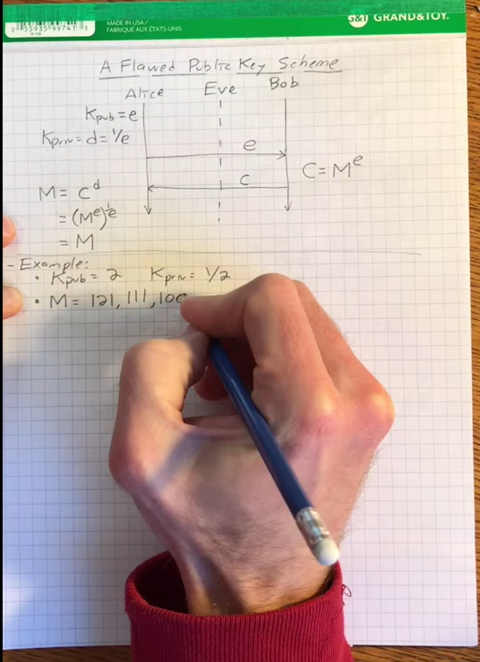 MADE IN USA /
FABRIQUÉ AUX ÉTATS-UNIS
GRAND&TOY.
A Flawed Public Key Scheme
Alice Eve Bob
Kpub = e
Kpriv = d = 1/e
e
C = M^e
c
M = C^d
= (M^e)^1/e
= M
- Example:
• Kpub = 2 Kpriv = 1/2
• M = 121, 111, 100